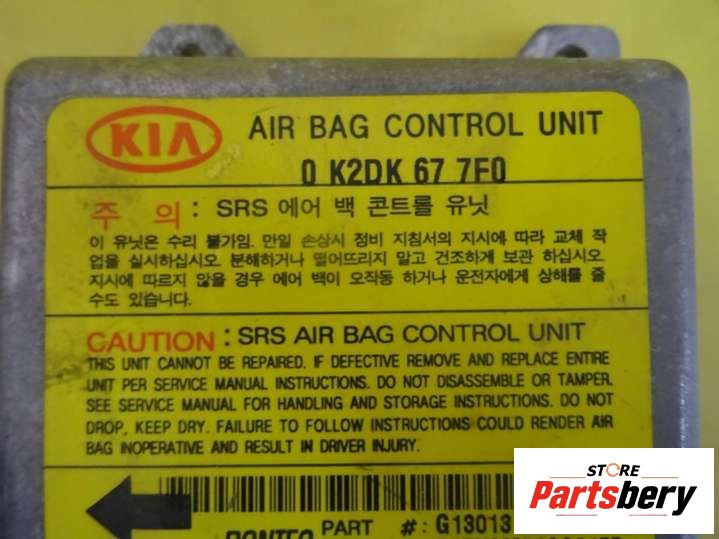 KIA AIR BAG CONTROL UNIT
0 K2DK 67 7F0
주 의 : SRS 에어 백 콘트롤 유닛
이 유닛은 수리 불가임. 만일 손상시 정비 지침서의 지시에 따라 교체 작
업을 실시하십시오. 분해하거나 떨어뜨리지 말고 건조하게 보관 하십시오.
지시에 따르지 않을 경우 에어 백이 오작동 하거나 운전자에게 상해를 줄
수도 있습니다.
CAUTION : SRS AIR BAG CONTROL UNIT
THIS UNIT CANNOT BE REPAIRED. IF DEFECTIVE REMOVE AND REPLACE ENTIRE
UNIT PER SERVICE MANUAL INSTRUCTIONS. DO NOT DISASSEMBLE OR TAMPER.
SEE SERVICE MANUAL FOR HANDLING AND STORAGE INSTRUCTIONS. DO NOT
DROP, KEEP DRY. FAILURE TO FOLLOW INSTRUCTIONS COULD RENDER AIR
BAG INOPERATIVE AND RESULT IN DRIVER INJURY.
PART #: G13013
STORE
Partsbery